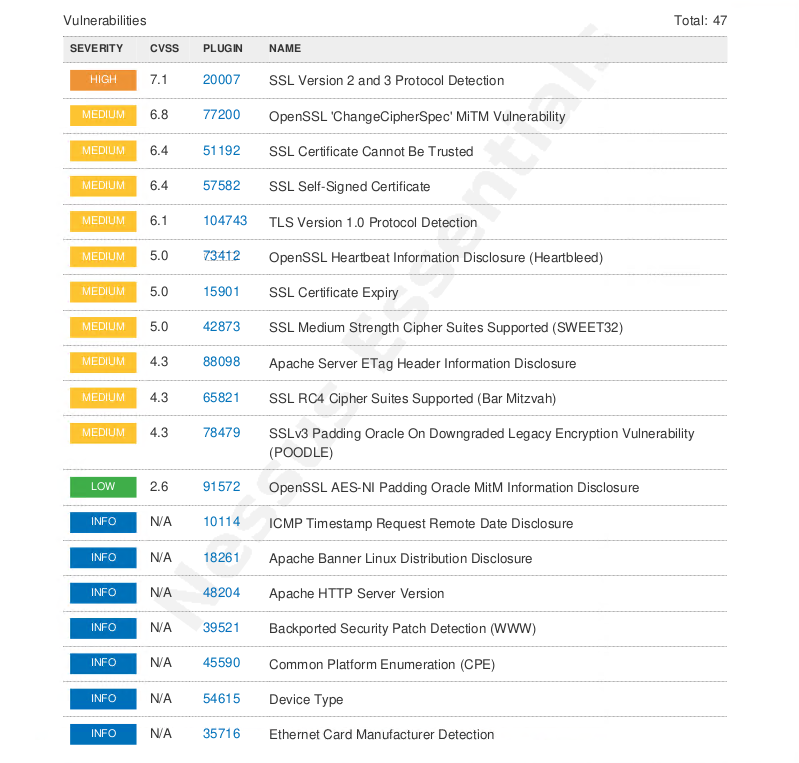 Vulnerabilities Total: 47
SEVERITY CVSS PLUGIN NAME
HIGH 7.1 20007 SSL Version 2 and 3 Protocol Detection
MEDIUM 6.8 77200 OpenSSL 'ChangeCipherSpec' MiTM Vulnerability
MEDIUM 6.4 51192 SSL Certificate Cannot Be Trusted
MEDIUM 6.4 57582 SSL Self-Signed Certificate
MEDIUM 6.1 104743 TLS Version 1.0 Protocol Detection
MEDIUM 5.0 73412 OpenSSL Heartbeat Information Disclosure (Heartbleed)
MEDIUM 5.0 15901 SSL Certificate Expiry
MEDIUM 5.0 42873 SSL Medium Strength Cipher Suites Supported (SWEET32)
MEDIUM 4.3 88098 Apache Server ETag Header Information Disclosure
MEDIUM 4.3 65821 SSL RC4 Cipher Suites Supported (Bar Mitzvah)
MEDIUM 4.3 78479 SSLv3 Padding Oracle On Downgraded Legacy Encryption Vulnerability
(POODLE)
LOW 2.6 91572 OpenSSL AES-NI Padding Oracle MitM Information Disclosure
INFO N/A 10114 ICMP Timestamp Request Remote Date Disclosure
INFO N/A 18261 Apache Banner Linux Distribution Disclosure
INFO N/A 48204 Apache HTTP Server Version
INFO N/A 39521 Backported Security Patch Detection (WWW)
INFO N/A 45590 Common Platform Enumeration (CPE)
INFO N/A 54615 Device Type
INFO N/A 35716 Ethernet Card Manufacturer Detection
Nessus Essentials